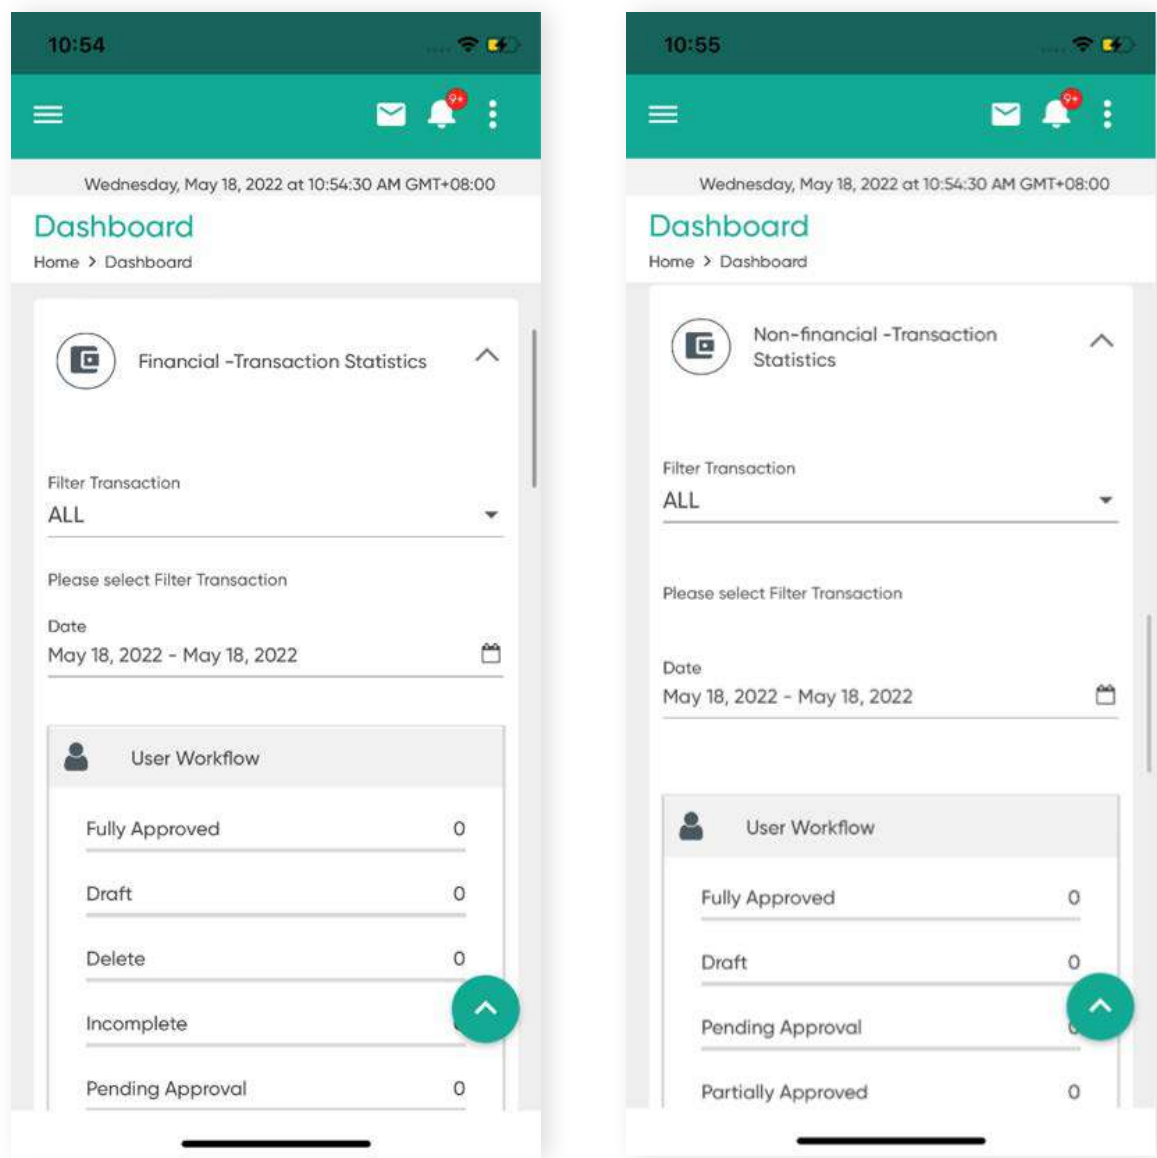 10:54
9+
Wednesday, May 18, 2022 at 10:54:30 AM GMT+08:00
Dashboard
Home > Dashboard
Financial -Transaction Statistics
Filter Transaction
ALL
Please select Filter Transaction
Date
May 18, 2022 - May 18, 2022
User Workflow
Fully Approved 0
Draft 0
Delete 0
Incomplete
Pending Approval 0
10:55
9+
Wednesday, May 18, 2022 at 10:54:30 AM GMT+08:00
Dashboard
Home > Dashboard
Non-financial -Transaction
Statistics
Filter Transaction
ALL
Please select Filter Transaction
Date
May 18, 2022 - May 18, 2022
User Workflow
Fully Approved 0
Draft 0
Pending Approval
Partially Approved 0